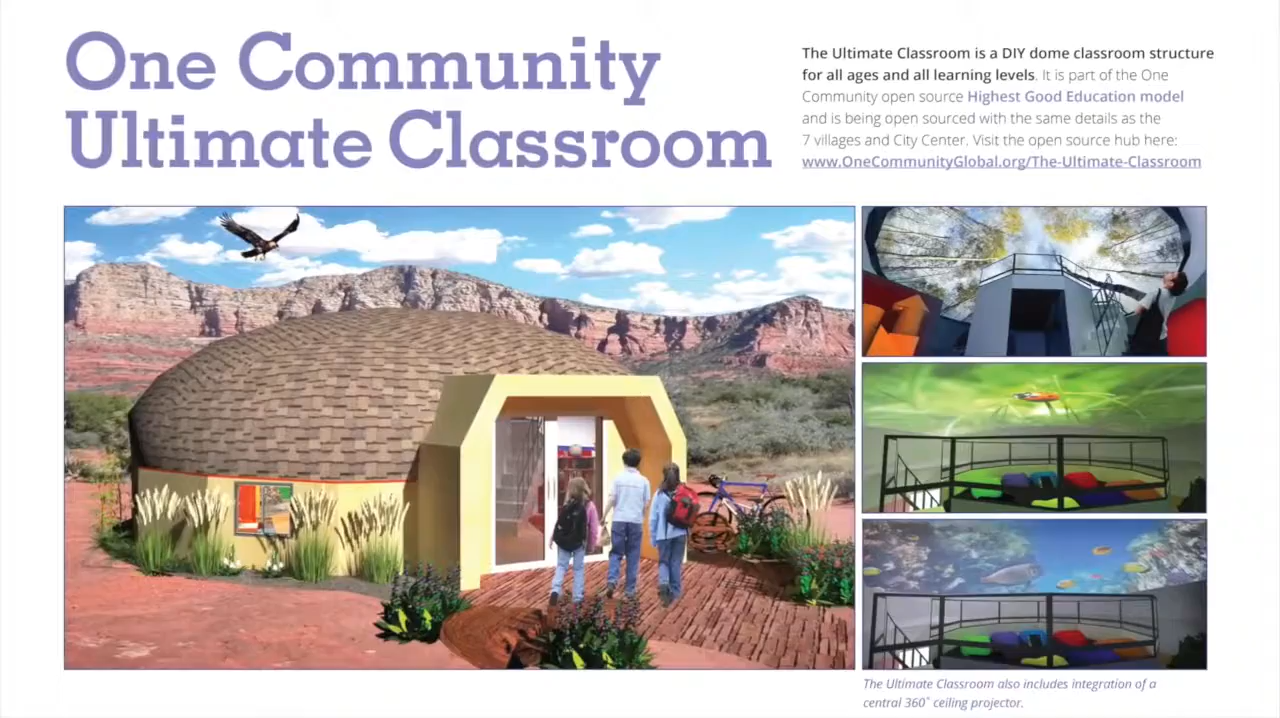 One Community
Ultimate Classroom
The Ultimate Classroom is a DIY dome classroom structure
for all ages and all learning levels. It is part of the One
Community open source Highest Good Education model
and is being open sourced with the same details as the
7 villages and City Center. Visit the open source hub here:
www.OneCommunityGlobal.org/The-Ultimate-Classroom
The Ultimate Classroom also includes integration of a
central 360˚ ceiling projector.